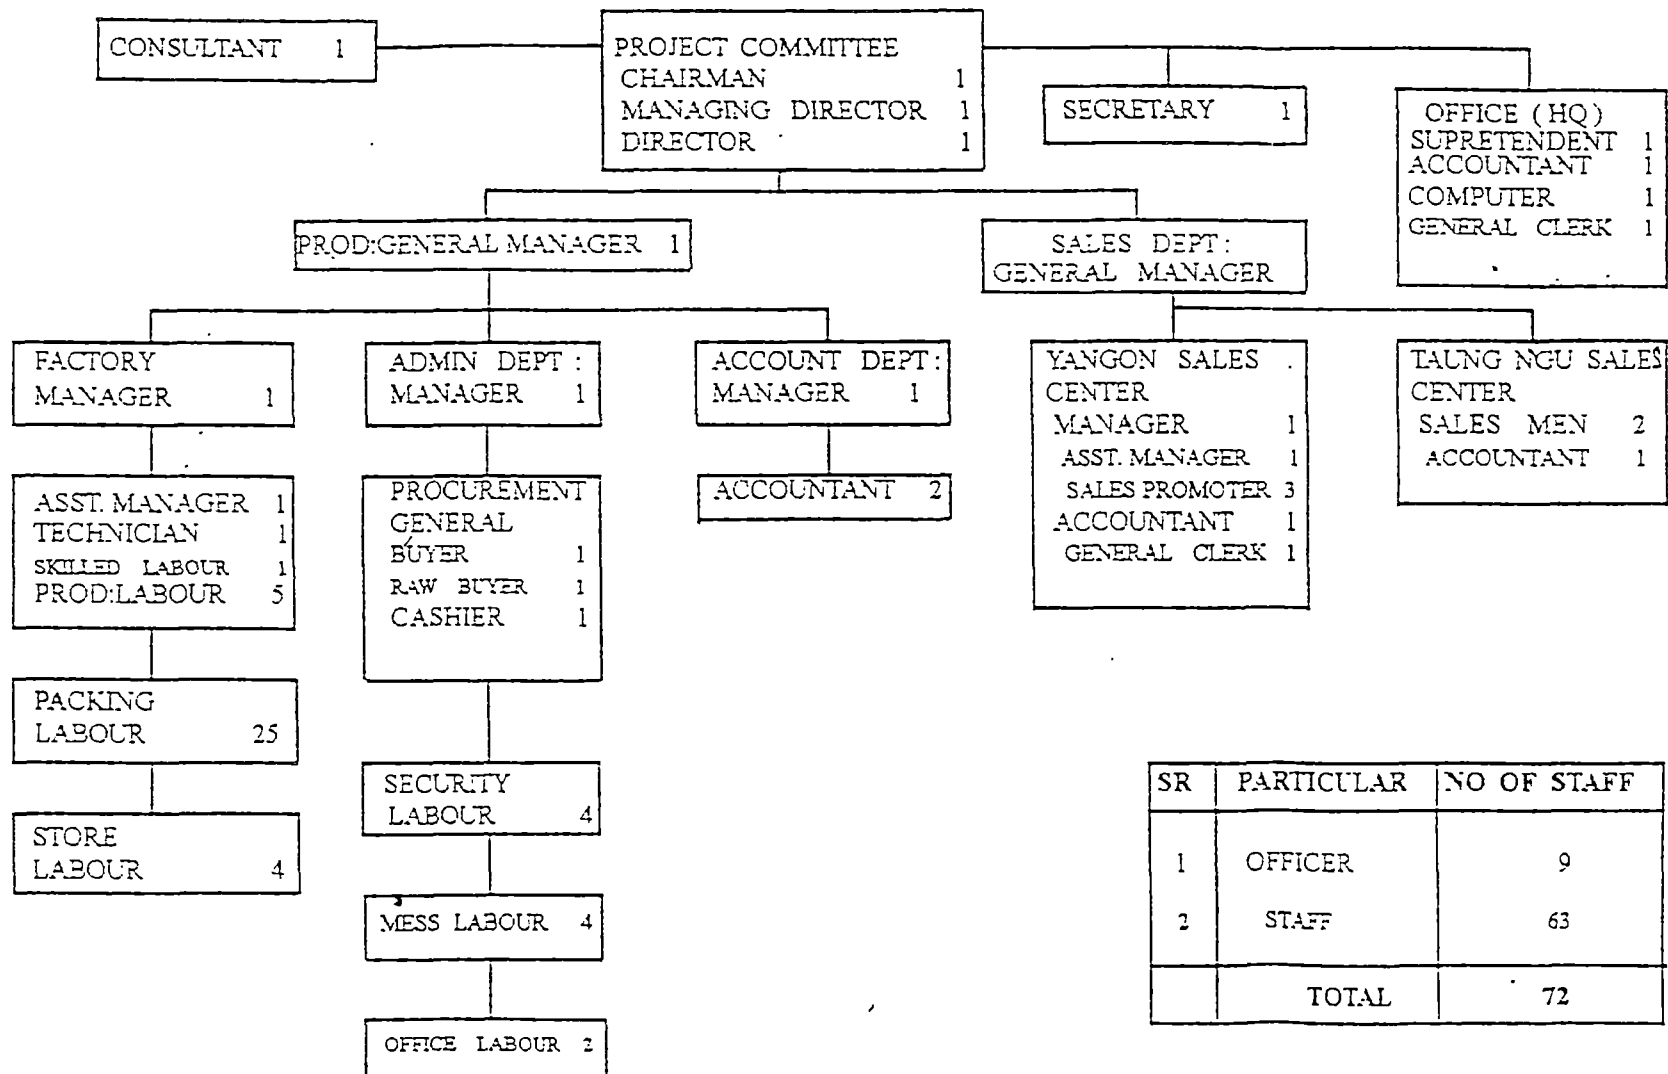 CONSULTANT 1
PROJECT COMMITTEE
CHAIRMAN 1
MANAGING DIRECTOR 1
DIRECTOR 1
SECRETARY 1
OFFICE (HQ)
SUPRETENDENT 1
ACCOUNTANT 1
COMPUTER 1
GENERAL CLERK 1
PROD:GENERAL MANAGER 1
SALES DEPT:
GENERAL MANAGER
FACTORY
MANAGER 1
ADMIN DEPT:
MANAGER 1
ACCOUNT DEPT:
MANAGER 1
YANGON SALES
CENTER
MANAGER 1
ASST. MANAGER 1
SALES PROMOTER 3
ACCOUNTANT 1
GENERAL CLERK 1
TAUNG NGU SALES
CENTER
SALES MEN 2
ACCOUNTANT 1
ASST. MANAGER 1
TECHNICIAN 1
SKILLED LABOUR 1
PROD:LABOUR 5
PROCUREMENT
GENERAL
BUYER 1
RAW BUYER 1
CASHIER 1
ACCOUNTANT 2
PACKING
LABOUR 25
SECURITY
LABOUR 4
STORE
LABOUR 4
MESS LABOUR 4
OFFICE LABOUR 2
SR PARTICULAR NO OF STAFF
1 OFFICER 9
2 STAFF 63
TOTAL 72